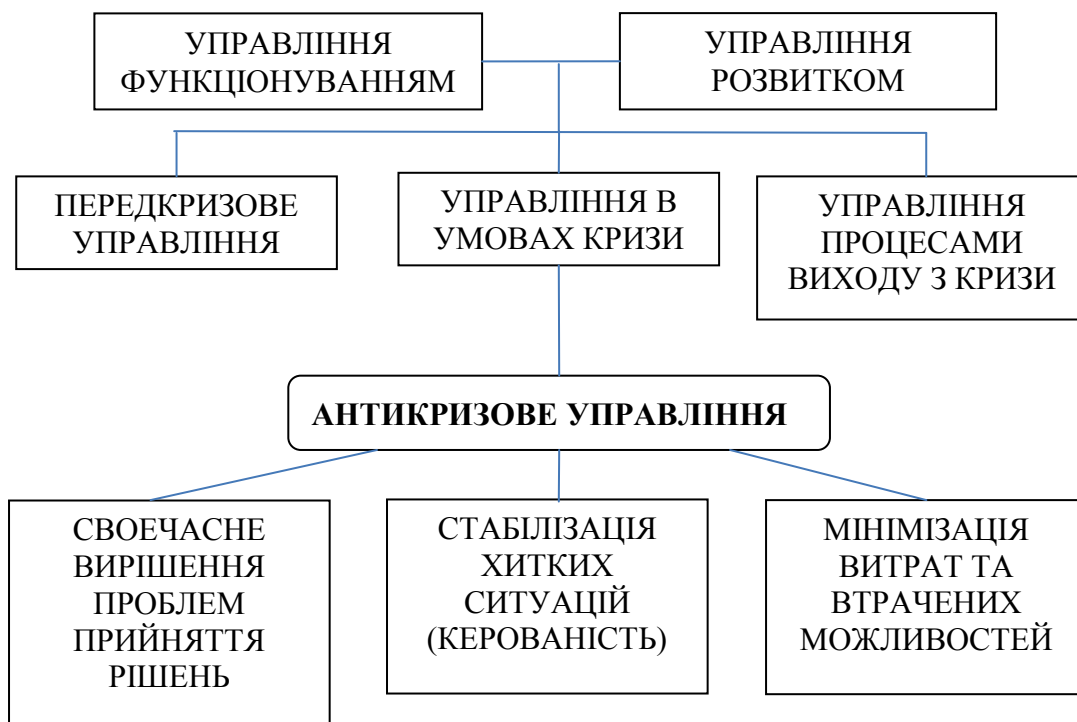 УПРАВЛІННЯ
ФУНКЦІОНУВАННЯМ
УПРАВЛІННЯ
РОЗВИТКОМ
ПЕРЕДКРИЗОВЕ
УПРАВЛІННЯ
УПРАВЛІННЯ В
УМОВАХ КРИЗИ
УПРАВЛІННЯ
ПРОЦЕСАМИ
ВИХОДУ З КРИЗИ
АНТИКРИЗОВЕ УПРАВЛІННЯ
СВОЕЧАСНЕ
ВИРІШЕННЯ
ПРОБЛЕМ
ПРИЙНЯТТЯ
РІШЕНЬ
СТАБІЛІЗАЦІЯ
ХИТКИХ
СИТУАЦІЙ
(КЕРОВАНІСТЬ)
МІНІМІЗАЦІЯ
ВИТРАТ ТА
ВТРАЧЕНИХ
МОЖЛИВОСТЕЙ